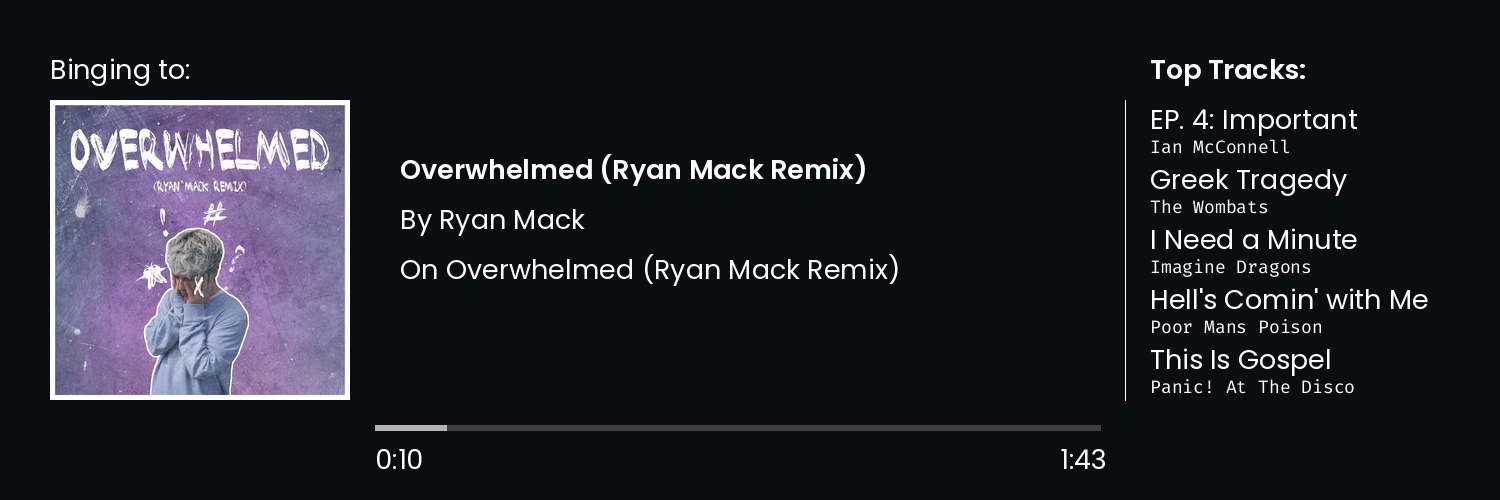 Binging to:
OVERWHELMED
(RYAN MACK REMIX)
Overwhelmed (Ryan Mack Remix)
By Ryan Mack
On Overwhelmed (Ryan Mack Remix)
0:10
1:43
Top Tracks:
EP. 4: Important
Ian McConnell
Greek Tragedy
The Wombats
I Need a Minute
Imagine Dragons
Hell's Comin' with Me
Poor Mans Poison
This Is Gospel
Panic! At The Disco